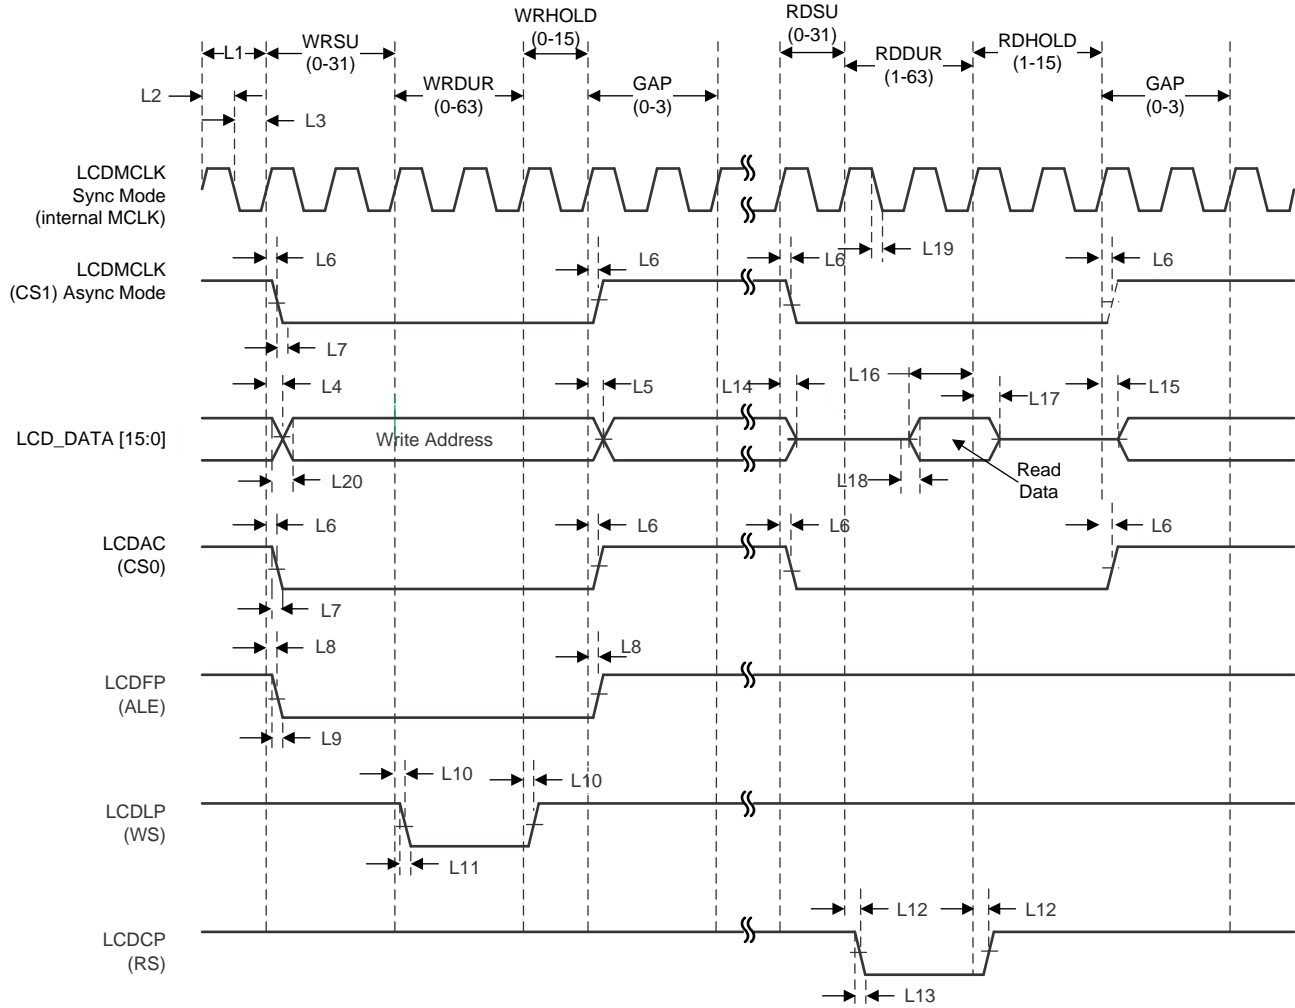 WRHOLD
(0-15)
RDSU
(0-31)
L1
WRSU
(0-31)
RDDUR
(1-63)
RDHOLD
(1-15)
L2
WRDUR
(0-63)
GAP
(0-3)
GAP
(0-3)
L3
LCDMCLK
Sync Mode
(internal MCLK)
L19
LCDMCLK
(CS1) Async Mode
L6
L6
L6
L6
L7
L4
L5
L14
L16
L17
L15
LCD_DATA [15:0]
Write Address
Read
Data
L20
L18
LCDAC
(CS0)
L6
L6
L6
L6
L7
L8
L8
LCDFP
(ALE)
L9
L10
L10
LCDLP
(WS)
L11
L12
L12
LCDCP
(RS)
L13